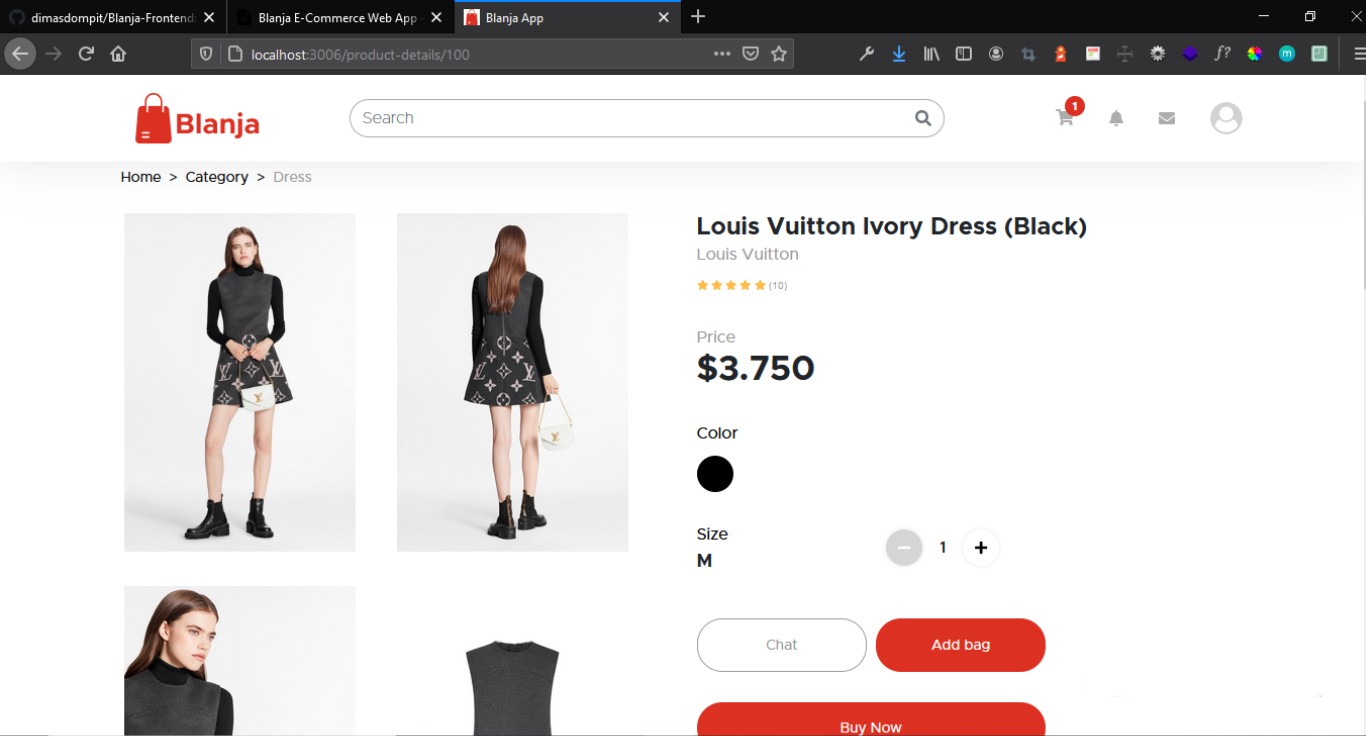 dimasdompit/Blanja-Frontend:
Blanja E-Commerce Web App -
Blanja App
localhost:3006/product-details/100
f?
m
Blanja
Search
1
Home > Category > Dress
Louis Vuitton Ivory Dress (Black)
Louis Vuitton
(10)
Price
$3.750
Color
Size
M
1
Chat
Add bag
Buy Now